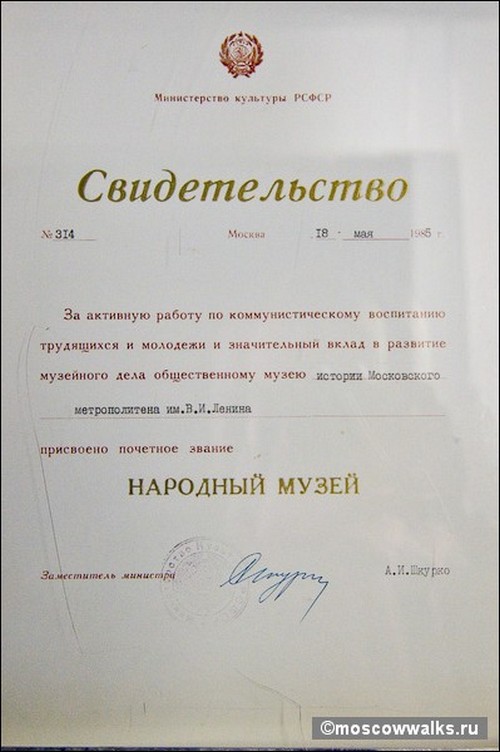 Министерство культуры РСФСР
Свидетельство
№ 314 Москва 18 мая 1985 г.
За активную работу по коммунистическому воспитанию
трудящихся и молодежи и значительный вклад в развитие
музейного дела общественному музею истории Московского
метрополитена им.В.И.Ленина
присвоено почетное звание
НАРОДНЫЙ МУЗЕЙ
Заместитель министра А.И.Шкурко
©moscowwalks.ru